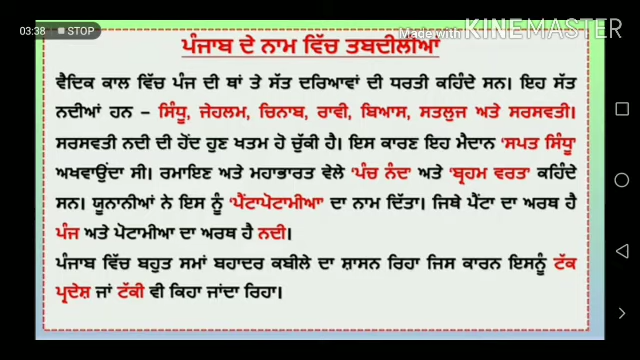 03:38 STOP
Made with KINEMASTER
ਪੰਜਾਬ ਦੇ ਨਾਮ ਵਿੱਚ ਤਬਦੀਲੀਆਂ
ਵੈਦਿਕ ਕਾਲ ਵਿੱਚ ਪੰਜ ਦੀ ਥਾਂ ਤੇ ਸੱਤ ਦਰਿਆਵਾਂ ਦੀ ਧਰਤੀ ਕਹਿੰਦੇ ਸਨ। ਇਹ ਸੱਤ
ਨਦੀਆਂ ਹਨ – ਸਿੰਧੂ, ਜੇਹਲਮ, ਚਿਨਾਬ, ਰਾਵੀ, ਬਿਆਸ, ਸਤਲੁਜ ਅਤੇ ਸਰਸਵਤੀ।
ਸਰਸਵਤੀ ਨਦੀ ਦੀ ਹੋਂਦ ਹੁਣ ਖਤਮ ਹੋ ਚੁੱਕੀ ਹੈ। ਇਸ ਕਾਰਣ ਇਹ ਮੈਦਾਨ ‘ਸਪਤ ਸਿੰਧੂ’
ਅਖਵਾਉਂਦਾ ਸੀ। ਰਮਾਇਣ ਅਤੇ ਮਹਾਭਾਰਤ ਵੇਲੇ ‘ਪੰਚ ਨੰਦ’ ਅਤੇ ‘ਬ੍ਰਹਮ ਵਰਤ’ ਕਹਿੰਦੇ
ਸਨ। ਯੂਨਾਨੀਆਂ ਨੇ ਇਸ ਨੂੰ ‘ਪੈਂਟਾਪੋਟਾਮੀਆ’ ਦਾ ਨਾਮ ਦਿੱਤਾ। ਜਿਥੇ ਪੈਂਟਾ ਦਾ ਅਰਥ ਹੈ
ਪੰਜ ਅਤੇ ਪੋਟਾਮੀਆ ਦਾ ਅਰਥ ਹੈ ਨਦੀ।
ਪੰਜਾਬ ਵਿੱਚ ਬਹੁਤ ਸਮਾਂ ਬਹਾਦਰ ਕਬੀਲੇ ਦਾ ਸ਼ਾਸਨ ਰਿਹਾ ਜਿਸ ਕਾਰਨ ਇਸਨੂੰ ਟੱਕ
ਪ੍ਰਦੇਸ਼ ਜਾਂ ਟੱਕੀ ਵੀ ਕਿਹਾ ਜਾਂਦਾ ਰਿਹਾ।